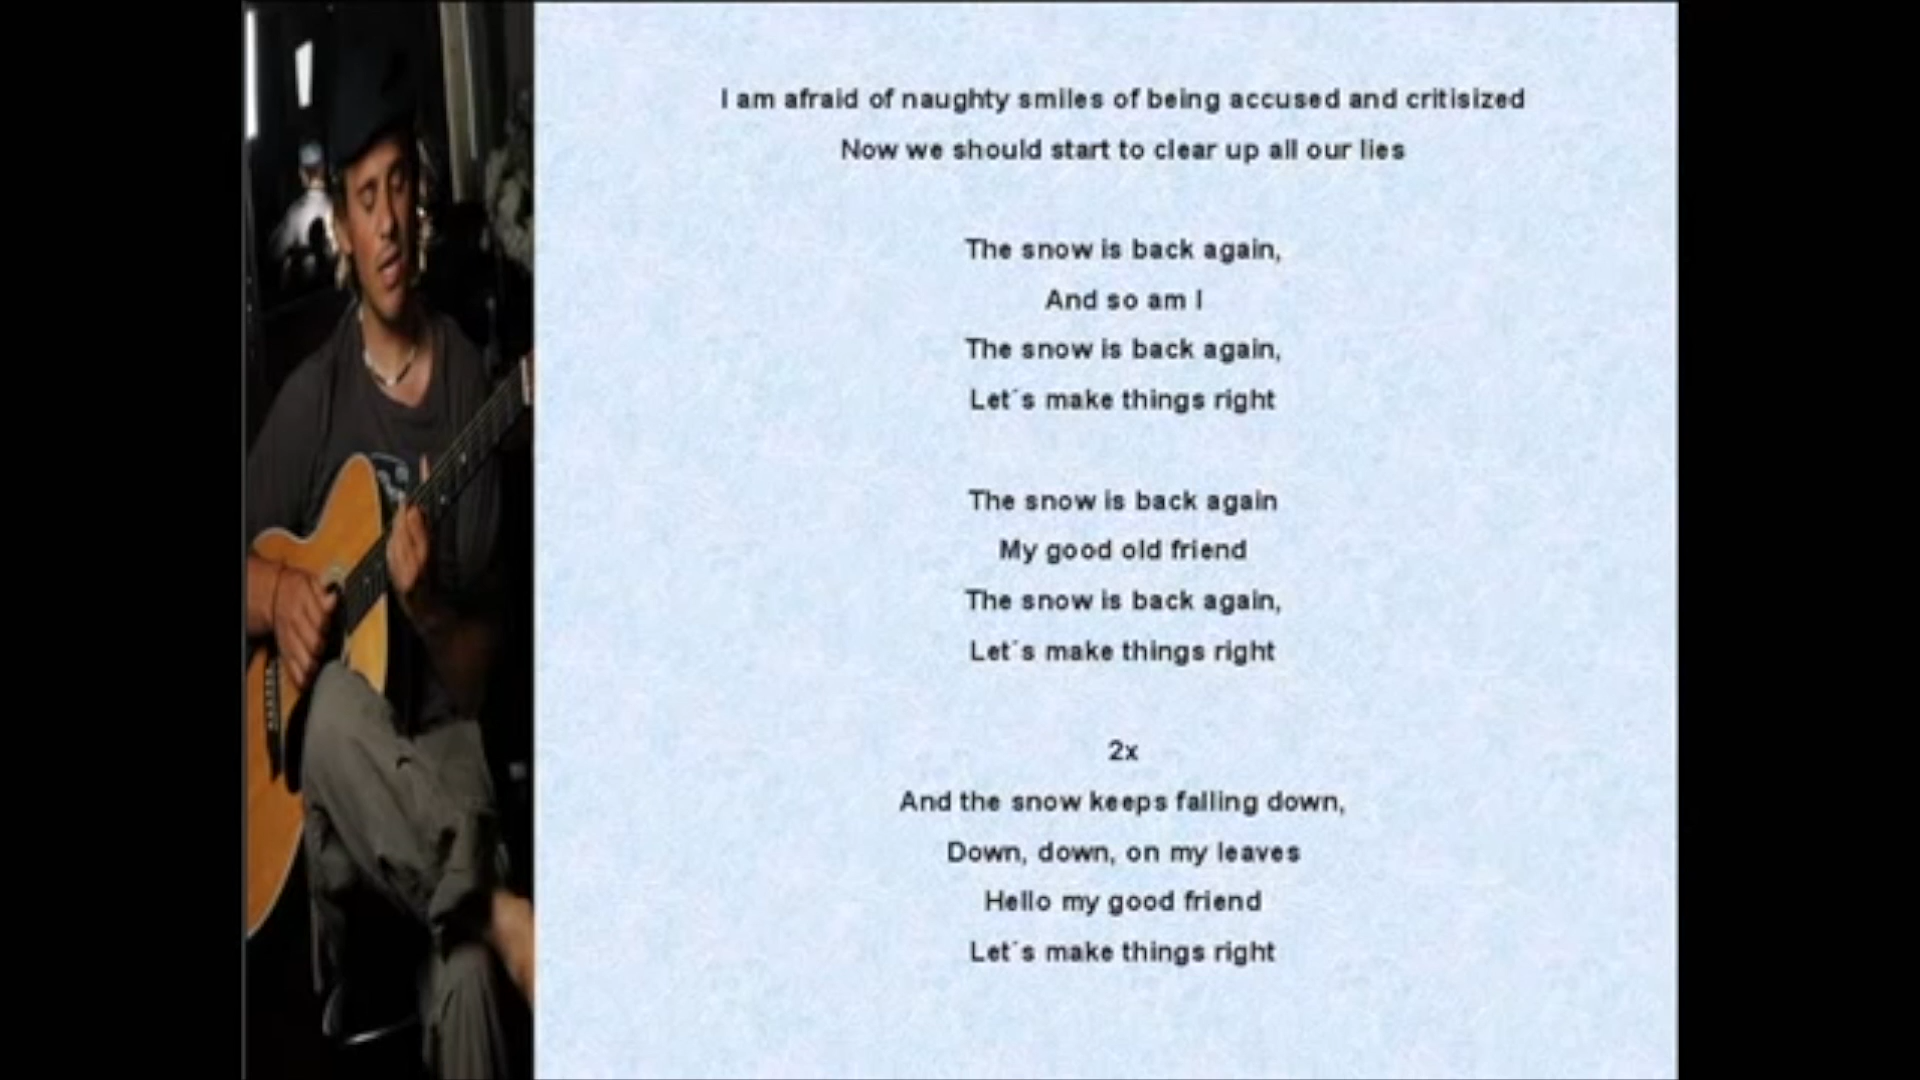 I am afraid of naughty smiles of being accused and critisized
Now we should start to clear up all our lies
The snow is back again,
And so am I
The snow is back again,
Let´s make things right
The snow is back again
My good old friend
The snow is back again,
Let´s make things right
2x
And the snow keeps falling down,
Down, down, on my leaves
Hello my good friend
Let´s make things right